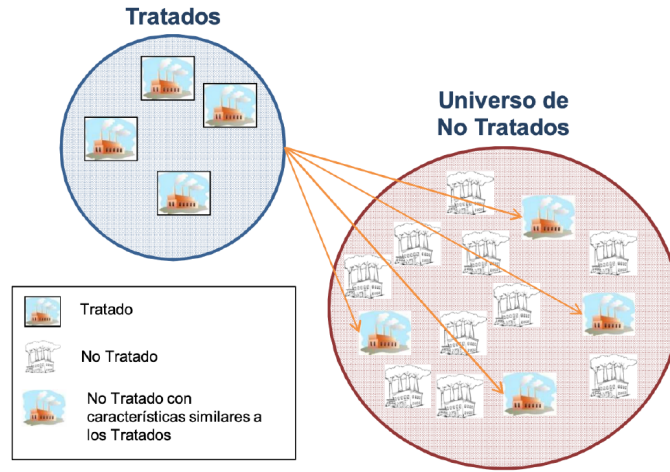 Tratados
Universo de
No Tratados
Tratado
No Tratado
No Tratado con
características similares a
los Tratados